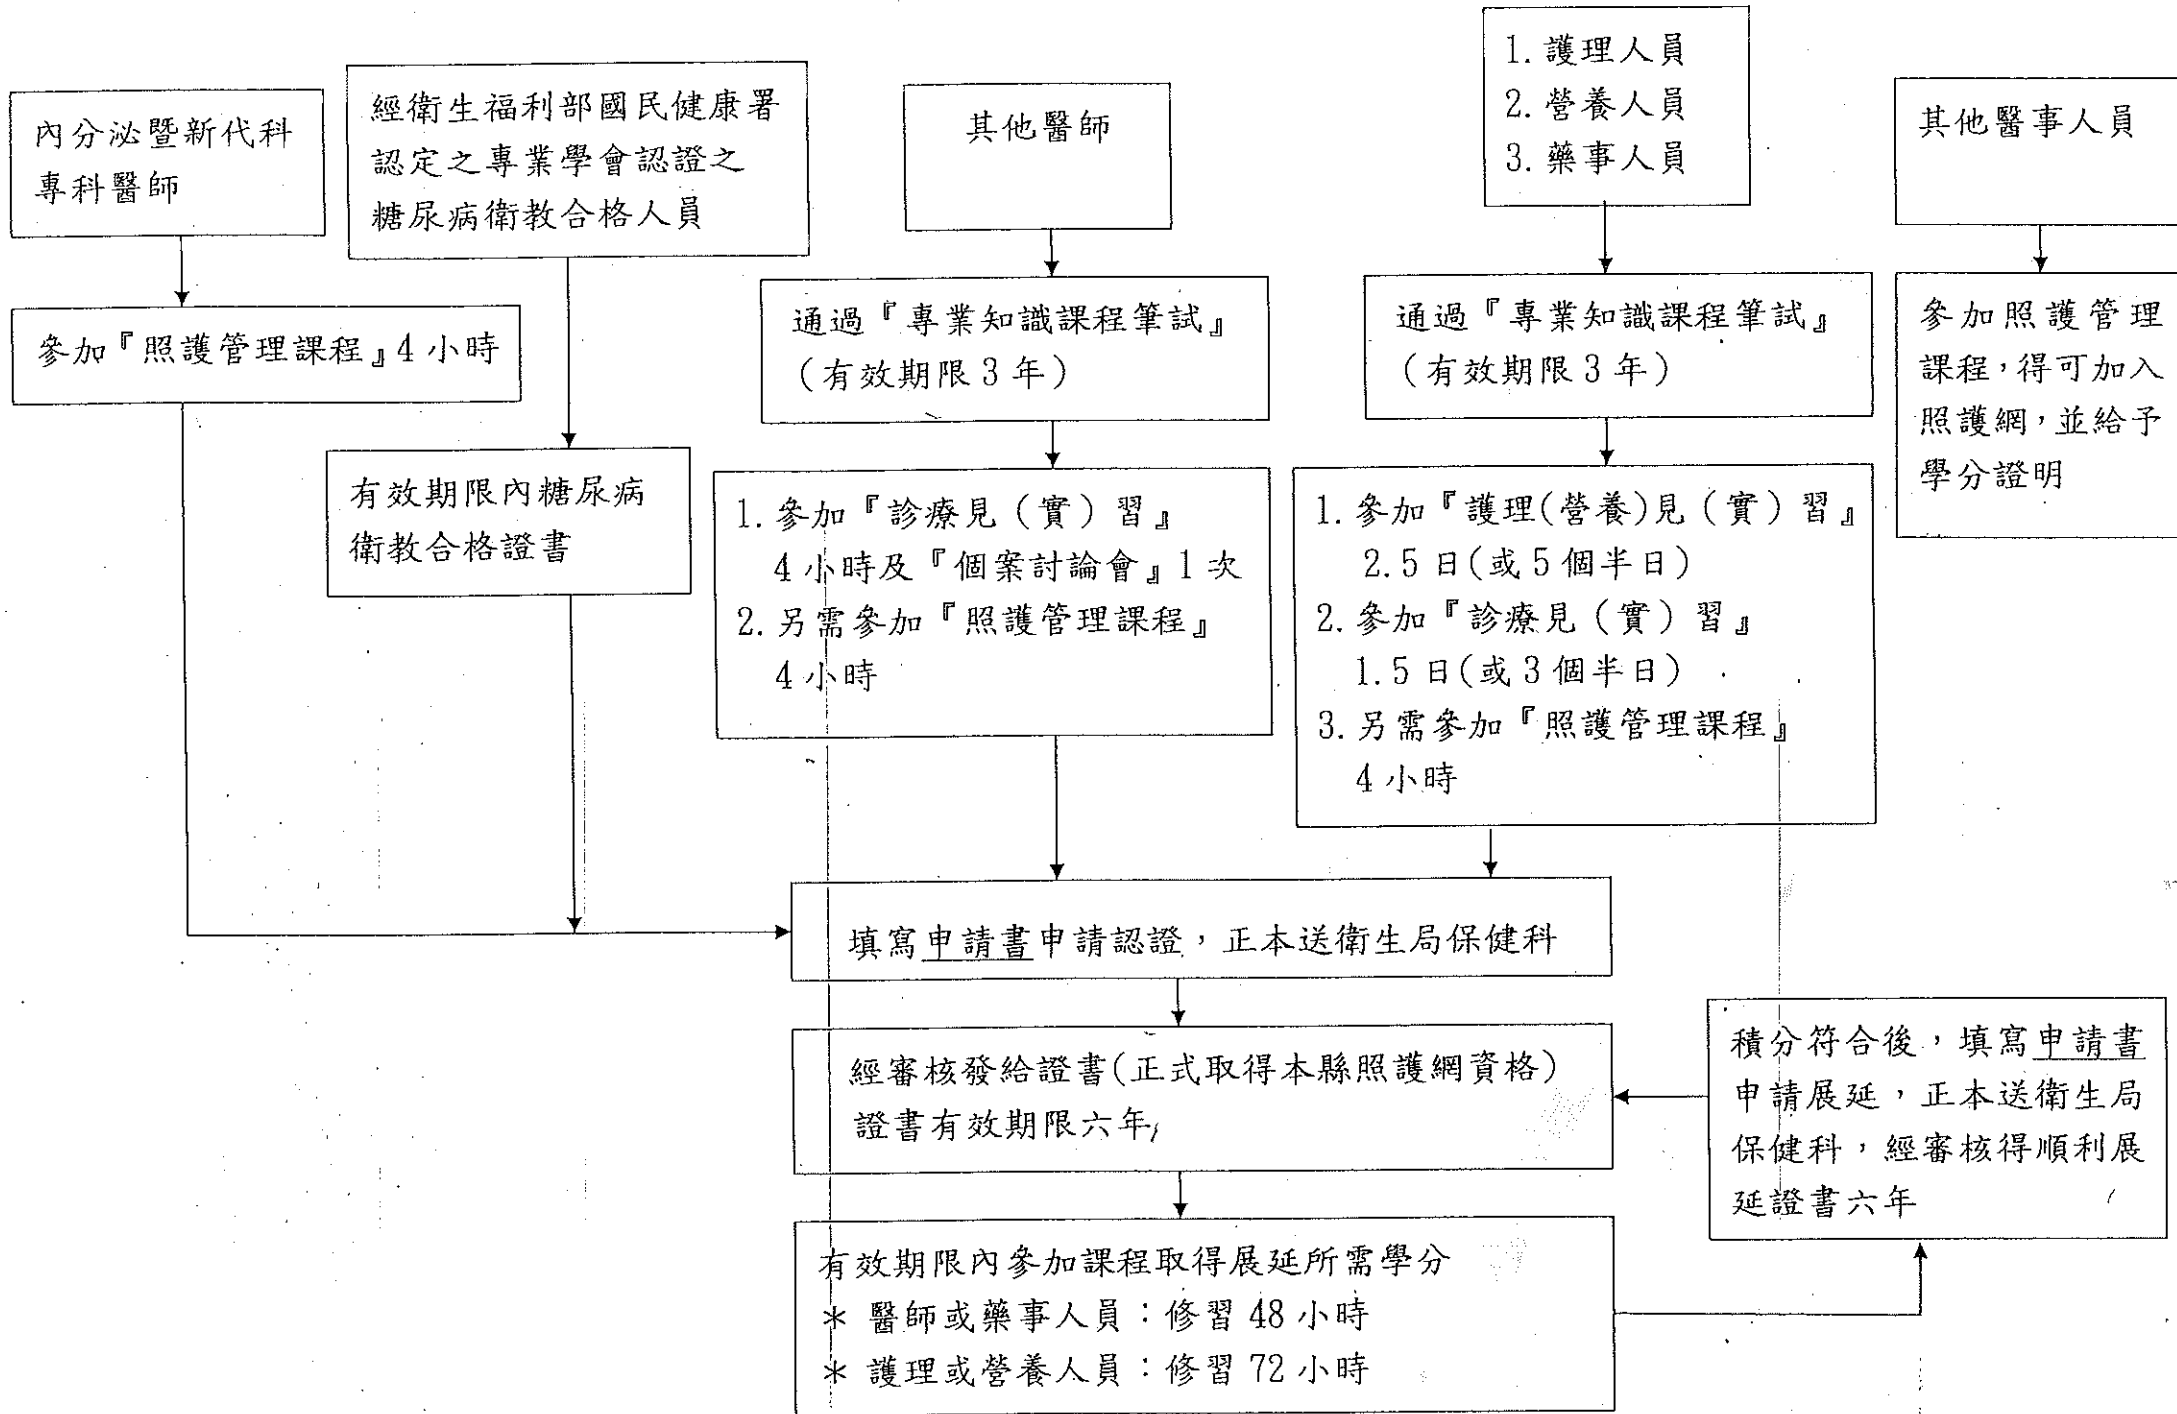 內分泌暨新代科
專科醫師
經衛生福利部國民健康署
認定之專業學會認證之
糖尿病衛教合格人員
其他醫師
1. 護理人員
2. 營養人員
3. 藥事人員
其他醫事人員
參加『照護管理課程』4 小時
有效期限內糖尿病
衛教合格證書
通過『專業知識課程筆試』
（有效期限 3 年）
通過『專業知識課程筆試』
（有效期限 3 年）
參加照護管理
課程，得可加入
照護網，並給予
學分證明
1. 參加『診療見（實）習』
4 小時及『個案討論會』1 次
2. 另需參加『照護管理課程』
4 小時
1. 參加『護理(營養)見（實）習』
2.5 日(或 5 個半日)
2. 參加『診療見（實）習』
1.5 日(或 3 個半日)
3. 另需參加『照護管理課程』
4 小時
填寫申請書申請認證，正本送衛生局保健科
經審核發給證書(正式取得本縣照護網資格)
證書有效期限六年
積分符合後，填寫申請書
申請展延，正本送衛生局
保健科，經審核得順利展
延證書六年
有效期限內參加課程取得展延所需學分
＊ 醫師或藥事人員：修習 48 小時
＊ 護理或營養人員：修習 72 小時